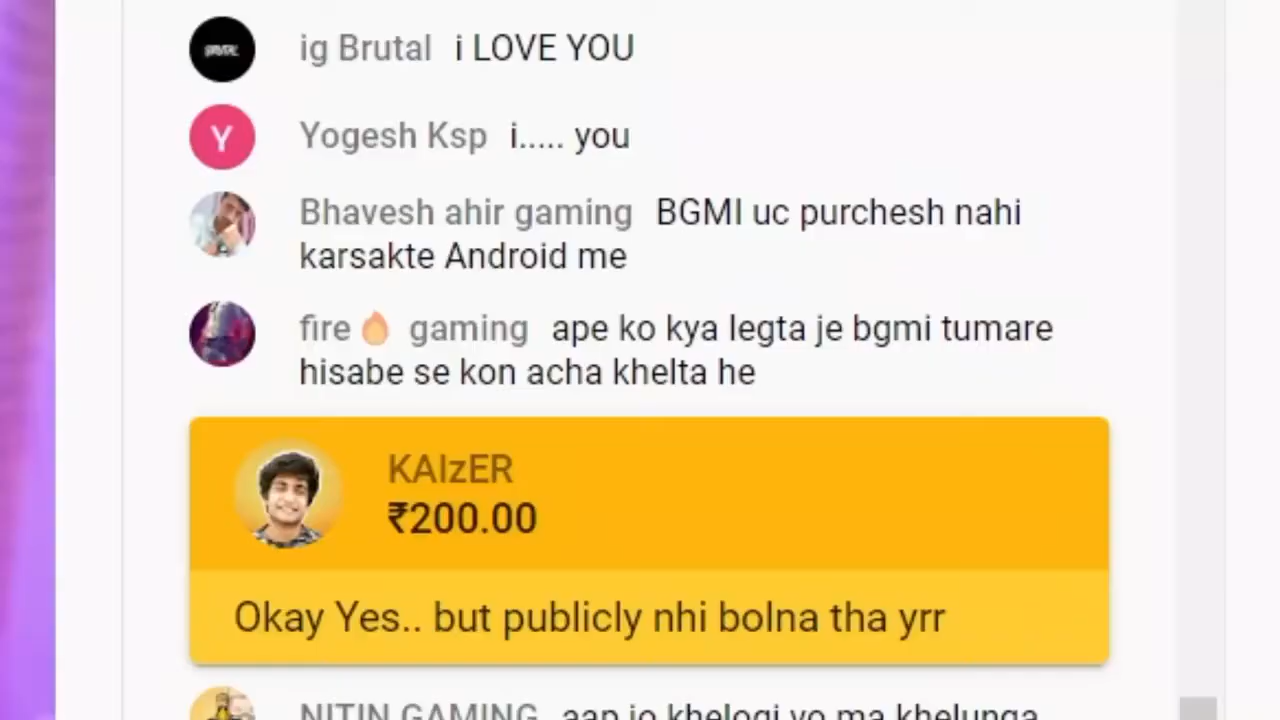 ig Brutal i LOVE YOU
Y
Yogesh Ksp i..... you
Bhavesh ahir gaming BGMI uc purchesh nahi
karsakte Android me
fire🔥 gaming ape ko kya legta je bgmi tumare
hisabe se kon acha khelta he
KAIzER
₹200.00
Okay Yes.. but publicly nhi bolna tha yrr
NITIN GAMING aap jo khelogi vo ma khelunga